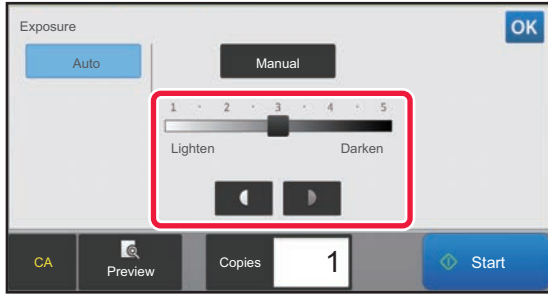 Exposure
OK
Auto
Manual
1 · 2 · 3 · 4 · 5
Lighten
Darken
CA
Preview
Copies
1
Start